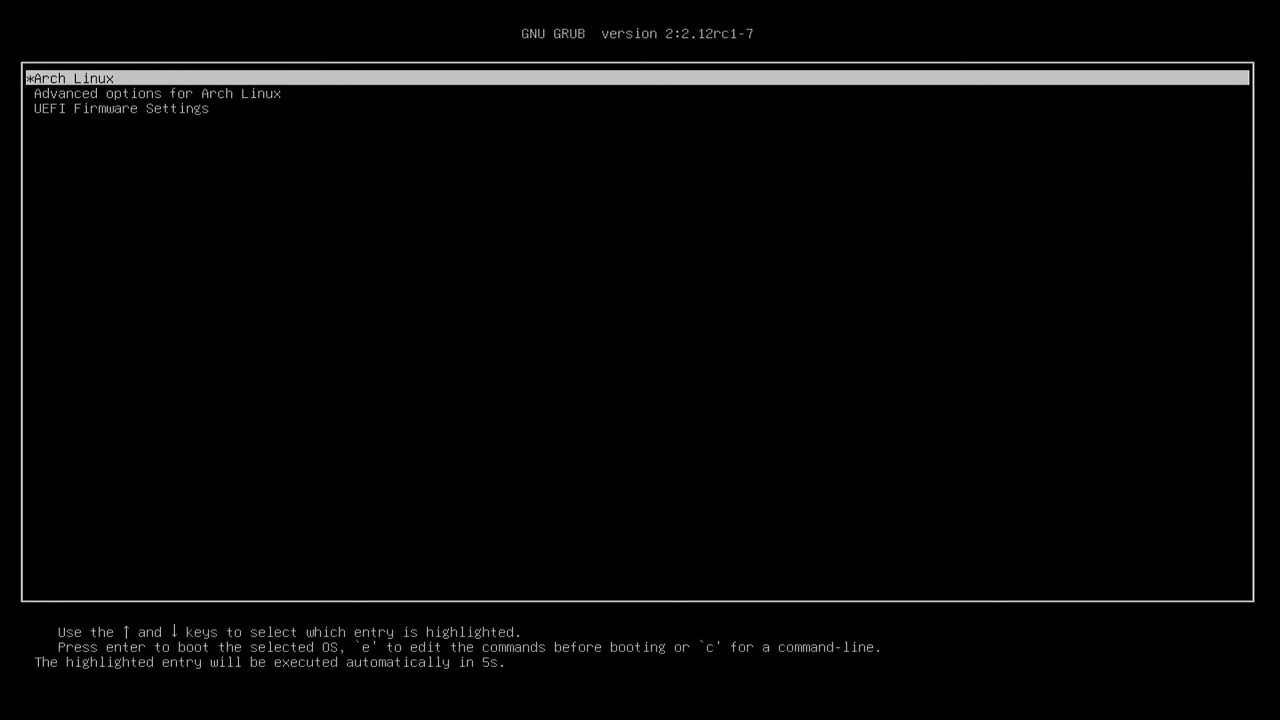 GNU GRUB  version 2:2.12rc1-7
*Arch Linux
Advanced options for Arch Linux
UEFI Firmware Settings
Use the ↑ and ↓ keys to select which entry is highlighted.
Press enter to boot the selected OS, `e' to edit the commands before booting or `c' for a command-line.
The highlighted entry will be executed automatically in 5s.